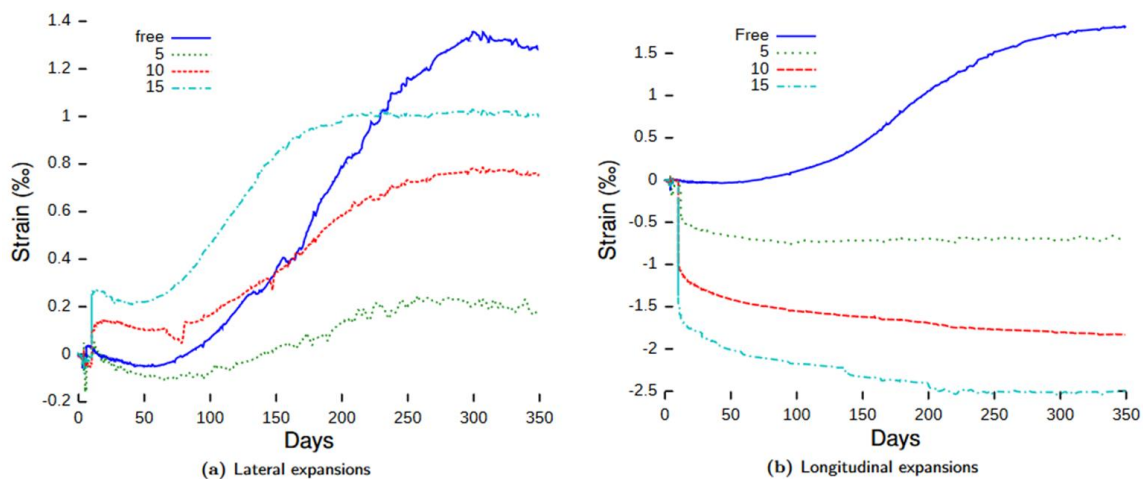 1.4
1.2
1
0.8
0.6
0.4
0.2
0
-0.2
Strain (‰)
free
5
10
15
0 50 100 150 200 250 300 350
Days
(a) Lateral expansions
1.5
1
0.5
0
-0.5
-1
-1.5
-2
-2.5
Strain (‰)
Free
5
10
15
0 50 100 150 200 250 300 350
Days
(b) Longitudinal expansions